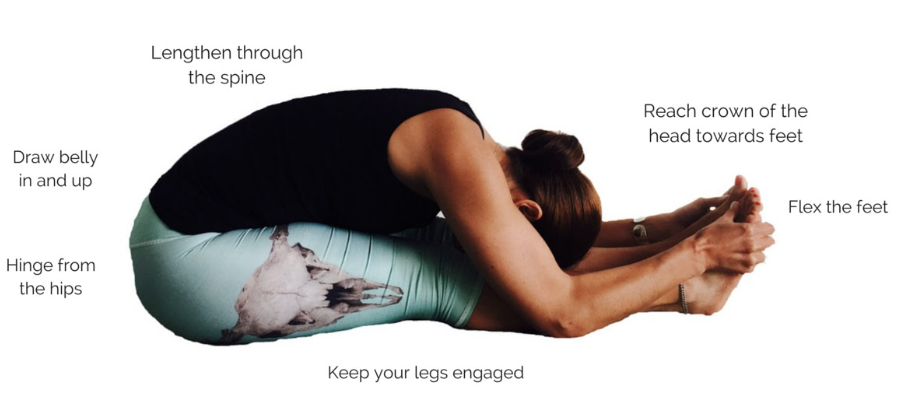 Lengthen through
the spine
Reach crown of the
head towards feet
Draw belly
in and up
Flex the feet
Hinge from
the hips
Keep your legs engaged